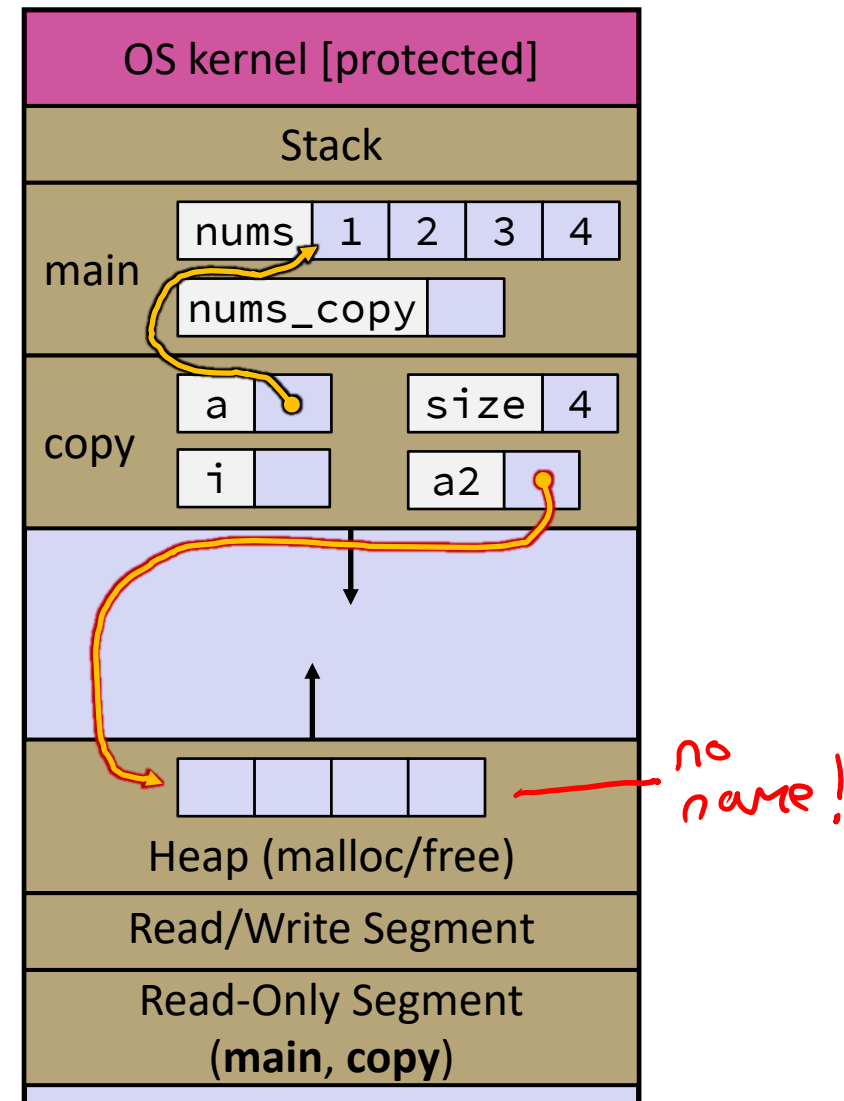 OS kernel [protected]
Stack
main
nums 1 2 3 4
nums_copy
copy
a
size 4
i
a2
no
name!
Heap (malloc/free)
Read/Write Segment
Read-Only Segment
(main, copy)